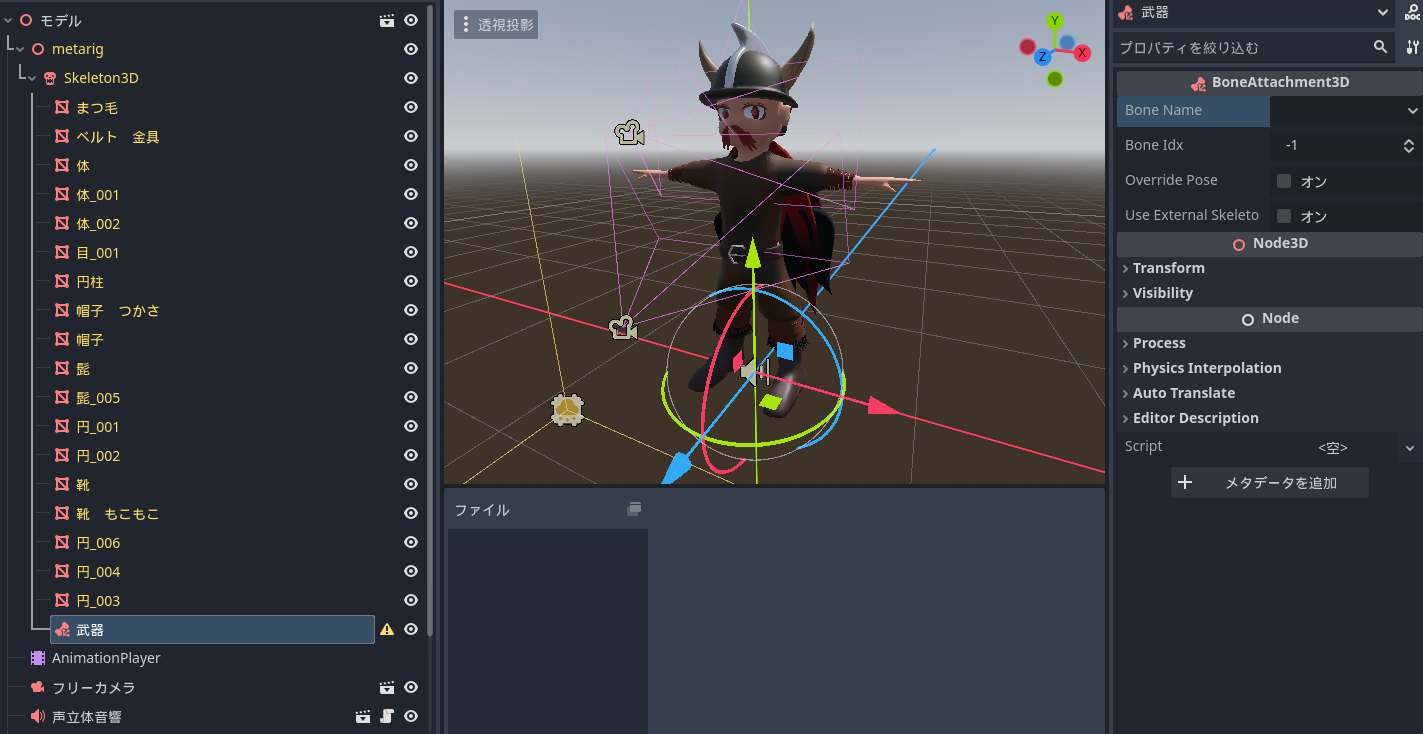 モデル
metarig
Skeleton3D
まつ毛
ベルト　金具
体
体_001
体_002
目_001
円柱
帽子　つかさ
帽子
髭
髭_005
円_001
円_002
靴
靴　もこもこ
円_006
円_004
円_003
武器
AnimationPlayer
フリーカメラ
声立体音響
透視投影
Y
X
Z
ファイル
武器
プロパティを絞り込む
BoneAttachment3D
Bone Name
Bone Idx -1
Override Pose オン
Use External Skeleto オン
Node3D
Transform
Visibility
Node
Process
Physics Interpolation
Auto Translate
Editor Description
Script <空>
メタデータを追加